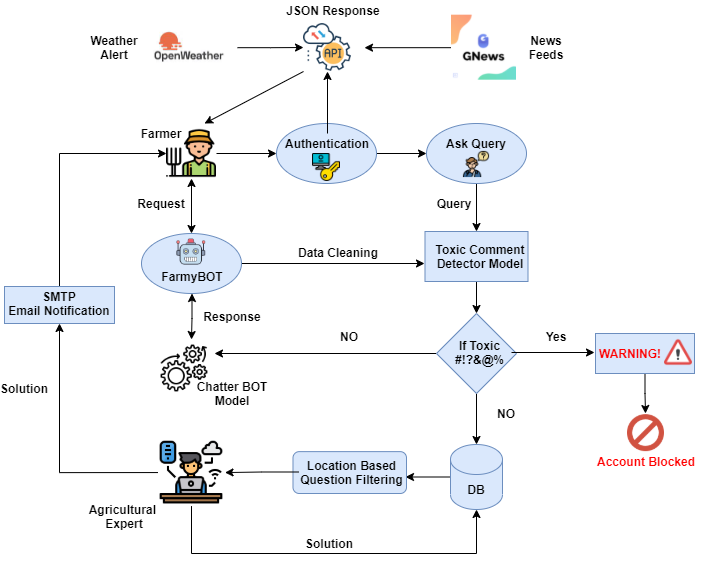 JSON Response
Weather
Alert
OpenWeather
API
GNews
News
Feeds
Farmer
Authentication
Ask Query
?
Request
Query
FarmyBOT
Data Cleaning
Toxic Comment
Detector Model
SMTP
Email Notification
Response
NO
If Toxic
#!?&@%
Yes
WARNING!
!
Chatter BOT
Model
Solution
NO
Account Blocked
Location Based
Question Filtering
DB
Agricultural
Expert
Solution